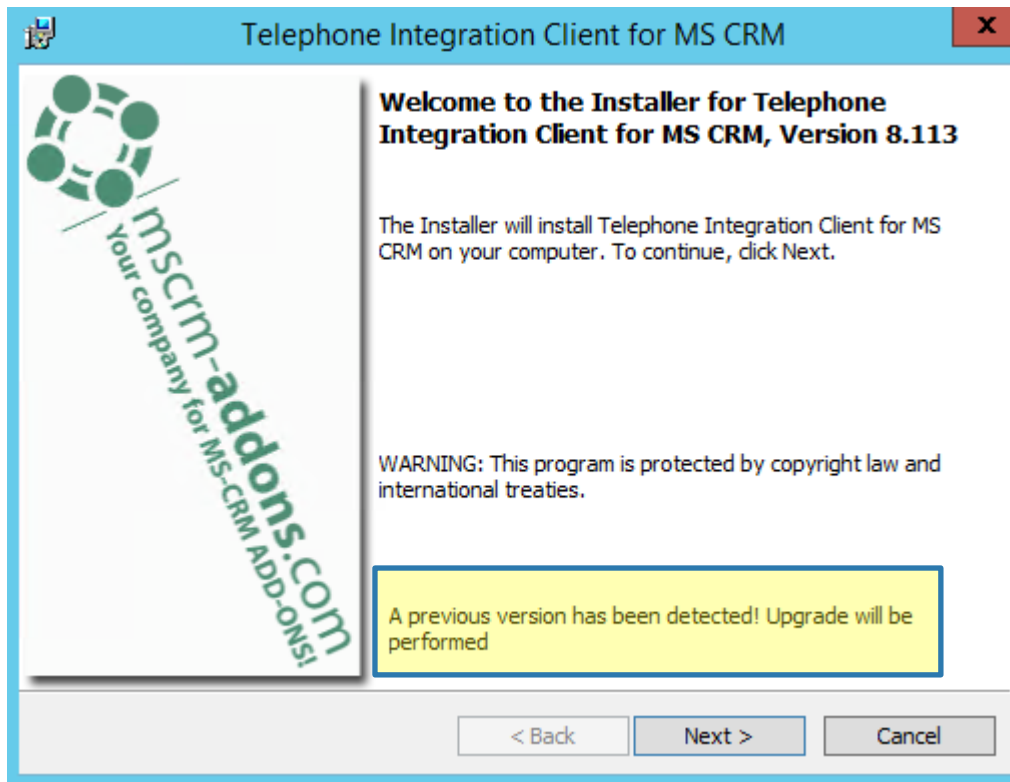 Telephone Integration Client for MS CRM
x
mscrm-addons.com
Your company for MS-CRM ADD-ONS!
Welcome to the Installer for Telephone
Integration Client for MS CRM, Version 8.113
The Installer will install Telephone Integration Client for MS
CRM on your computer. To continue, click Next.
WARNING: This program is protected by copyright law and
international treaties.
A previous version has been detected! Upgrade will be
performed
< Back
Next >
Cancel